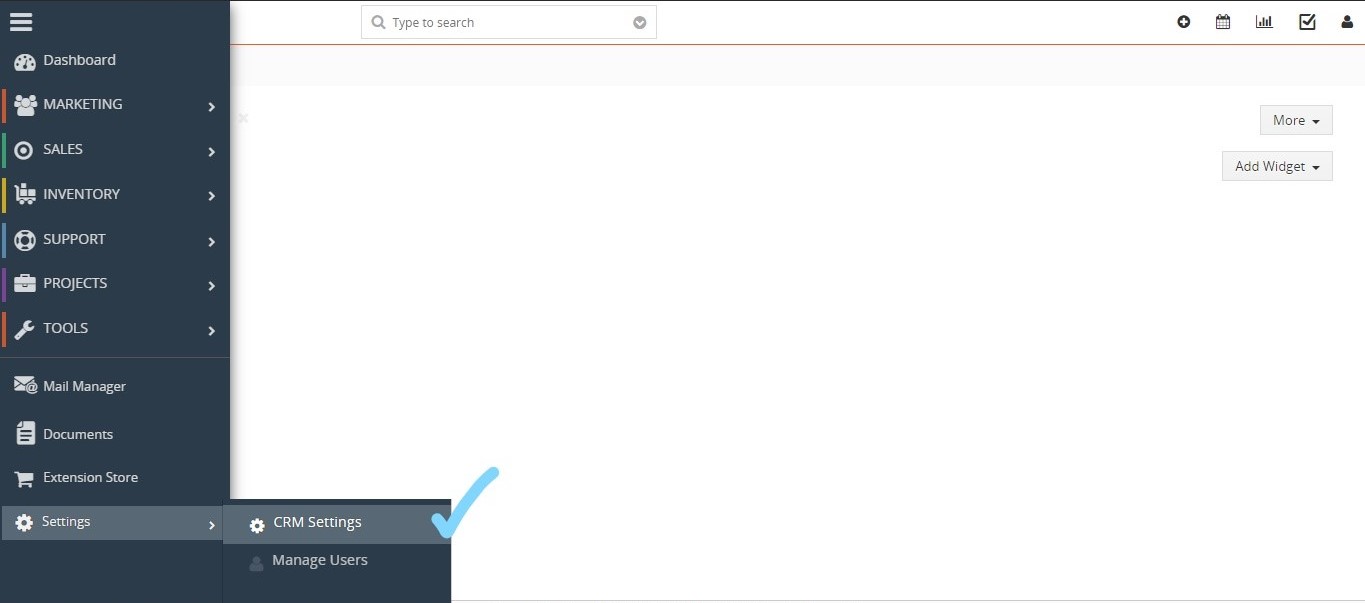 Type to search
Dashboard
MARKETING
SALES
INVENTORY
SUPPORT
PROJECTS
TOOLS
Mail Manager
Documents
Extension Store
Settings
CRM Settings
Manage Users
More
Add Widget